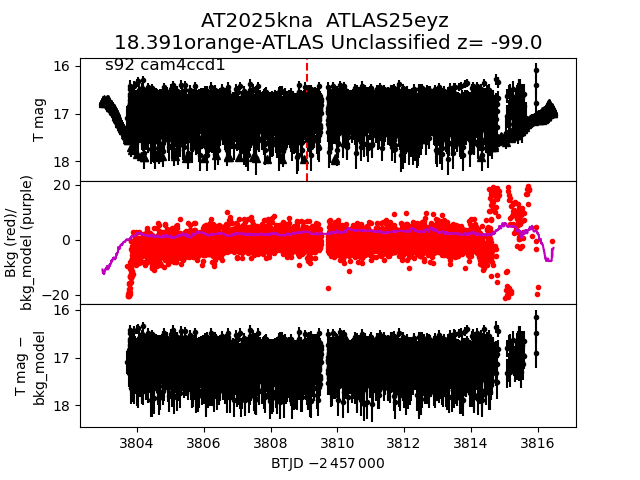 AT2025kna  ATLAS25eyz
18.391orange-ATLAS Unclassified z= -99.0
s92 cam4ccd1
16
17
18
T mag
20
0
−20
Bkg (red)/
bkg_model (purple)
16
17
18
T mag −
bkg_model
3804 3806 3808 3810 3812 3814 3816
BTJD −2 457 000